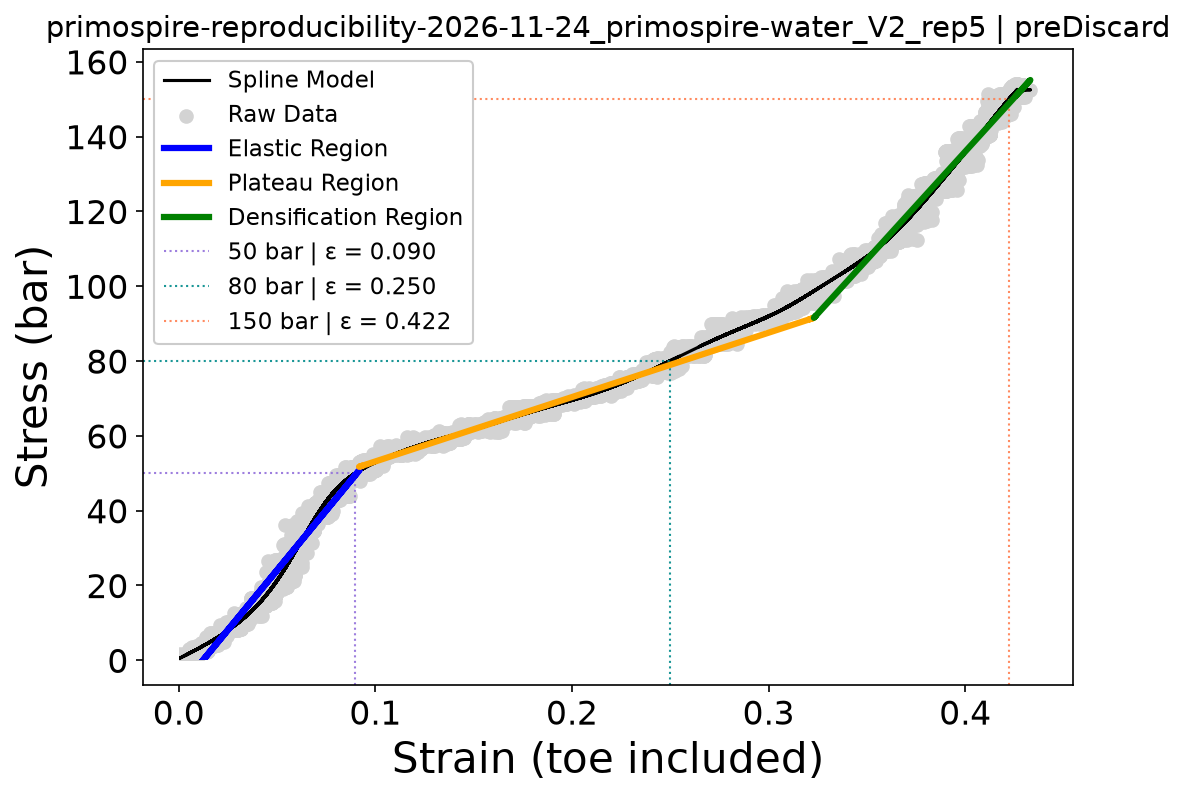 primospire-reproducibility-2026-11-24_primospire-water_V2_rep5 | preDiscard
Spline Model
Raw Data
Elastic Region
Plateau Region
Densification Region
50 bar | ε = 0.090
80 bar | ε = 0.250
150 bar | ε = 0.422
Stress (bar)
160
140
120
100
80
60
40
20
0
0.0 0.1 0.2 0.3 0.4
Strain (toe included)